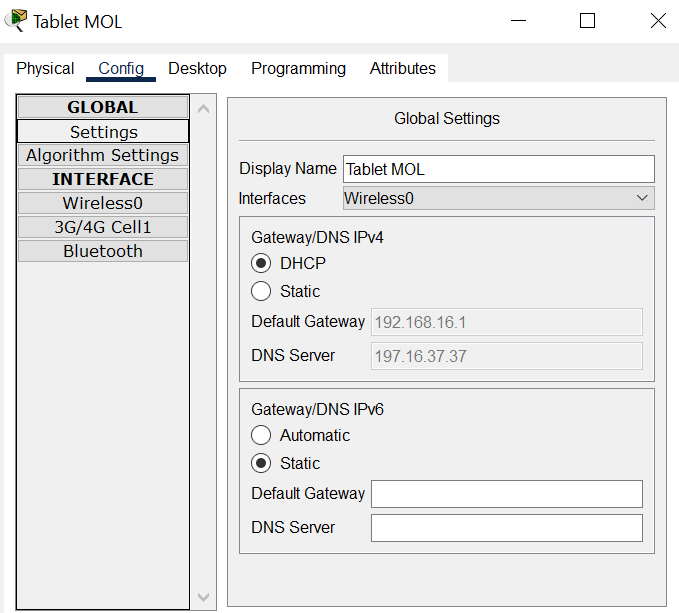 Tablet MOL
Physical Config Desktop Programming Attributes
GLOBAL
Settings
Algorithm Settings
INTERFACE
Wireless0
3G/4G Cell1
Bluetooth
Global Settings
Display Name Tablet MOL
Interfaces Wireless0
Gateway/DNS IPv4
DHCP
Static
Default Gateway 192.168.16.1
DNS Server 197.16.37.37
Gateway/DNS IPv6
Automatic
Static
Default Gateway
DNS Server